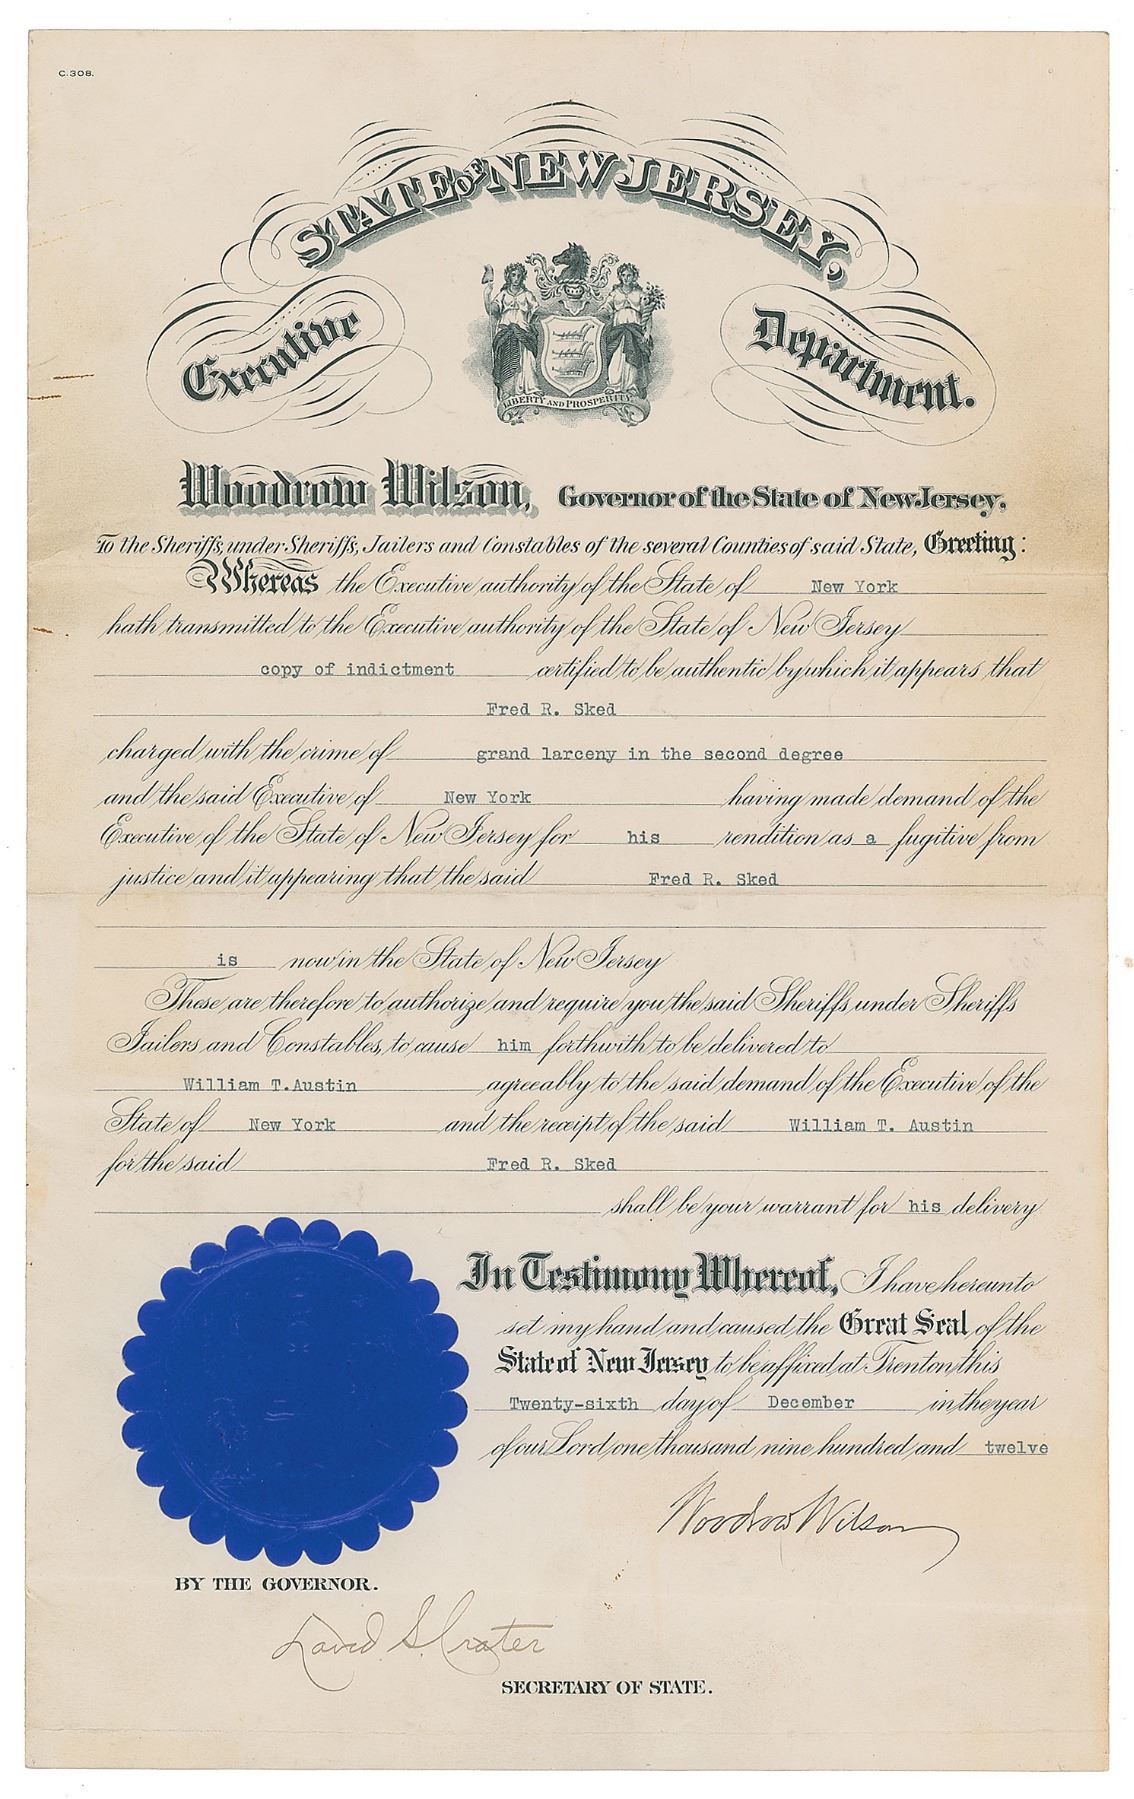 C.308.
STATE OF NEW JERSEY,
Executive Department.
LIBERTY AND PROSPERITY
Woodrow Wilson, Governor of the State of New Jersey,
To the Sheriffs, under Sheriffs, Jailers and Constables of the several Counties of said State, Greeting:
Whereas the Executive authority of the State of New York
hath transmitted to the Executive authority of the State of New Jersey
copy of indictment certified to be authentic by which it appears that
Fred R. Sked
charged with the crime of grand larceny in the second degree
and the said Executive of New York having made demand of the
Executive of the State of New Jersey for his rendition as a fugitive from
justice and it appearing that the said Fred R. Sked
is now in the State of New Jersey
These are therefore to authorize and require you the said Sheriffs, under Sheriffs
Jailers and Constables, to cause him forthwith to be delivered to
William T.Austin agreeably to the said demand of the Executive of the
State of New York and the receipt of the said William T. Austin
for the said Fred R. Sked
shall be your warrant for his delivery
In Testimony Whereof, I have hereunto
set my hand and caused the Great Seal of the
State of New Jersey to be affixed at Trenton, this
Twenty-sixth day of December in the year
of our Lord one thousand nine hundred and twelve
Woodrow Wilson
BY THE GOVERNOR.
David S. Crater
SECRETARY OF STATE.